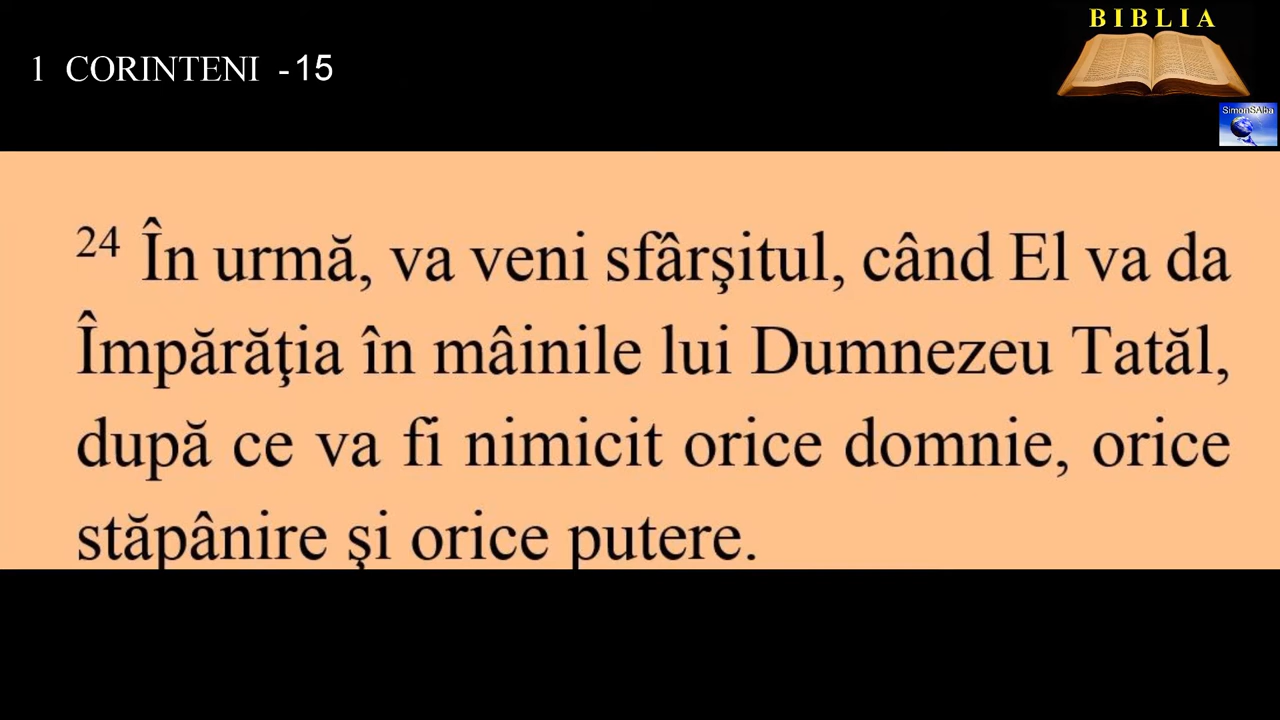 BIBLIA
1 CORINTENI -15
SimonSAlba
24 În urmă, va veni sfârşitul, când El va da
Împărăţia în mâinile lui Dumnezeu Tatăl,
după ce va fi nimicit orice domnie, orice
stăpânire şi orice putere.